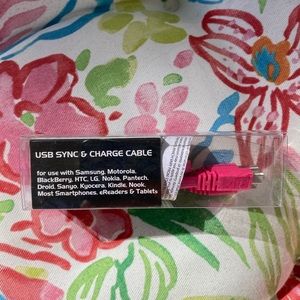 USB SYNC & CHARGE CABLE
for use with Samsung, Motorola,
BlackBerry, HTC, LG, Nokia, Pantech,
Droid, Sanyo, Kyocera, Kindle, Nook,
Most Smartphones, eReaders & Tablets